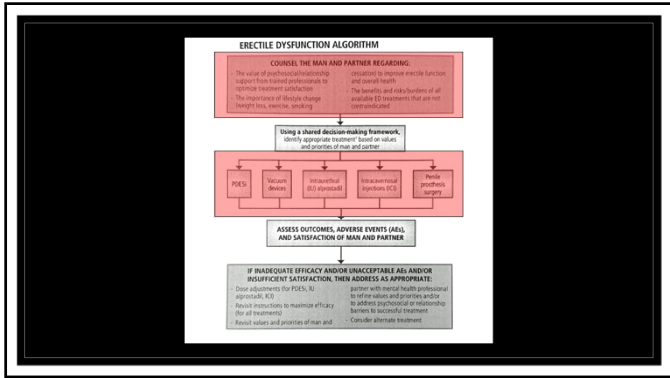 ERECTILE DYSFUNCTION ALGORITHM
COUNSEL THE MAN AND PARTNER REGARDING:
- The value of psychosocial/relationship
support from trained professionals to
optimize treatment satisfaction
- The importance of lifestyle change
(weight loss, exercise, smoking
cessation) to improve erectile function
and overall health
- The benefits and risks/burdens of all
available ED treatments that are not
contraindicated
Using a shared decision-making framework,
identify appropriate treatment¹ based on values
and priorities of man and partner
PDE5i
Vacuum
devices
Intraurethral
(IU) alprostadil
Intracavernosal
injections (ICI)
Penile
prosthesis
surgery
ASSESS OUTCOMES, ADVERSE EVENTS (AEs),
AND SATISFACTION OF MAN AND PARTNER
IF INADEQUATE EFFICACY AND/OR UNACCEPTABLE AEs AND/OR
INSUFFICIENT SATISFACTION, THEN ADDRESS AS APPROPRIATE:
- Dose adjustments (for PDE5i, IU
alprostadil, ICI)
- Revisit instructions to maximize efficacy
(for all treatments)
- Revisit values and priorities of man and
partner with mental health professional
to refine values and priorities and/or
to address psychosocial or relationship
barriers to successful treatment
- Consider alternate treatment